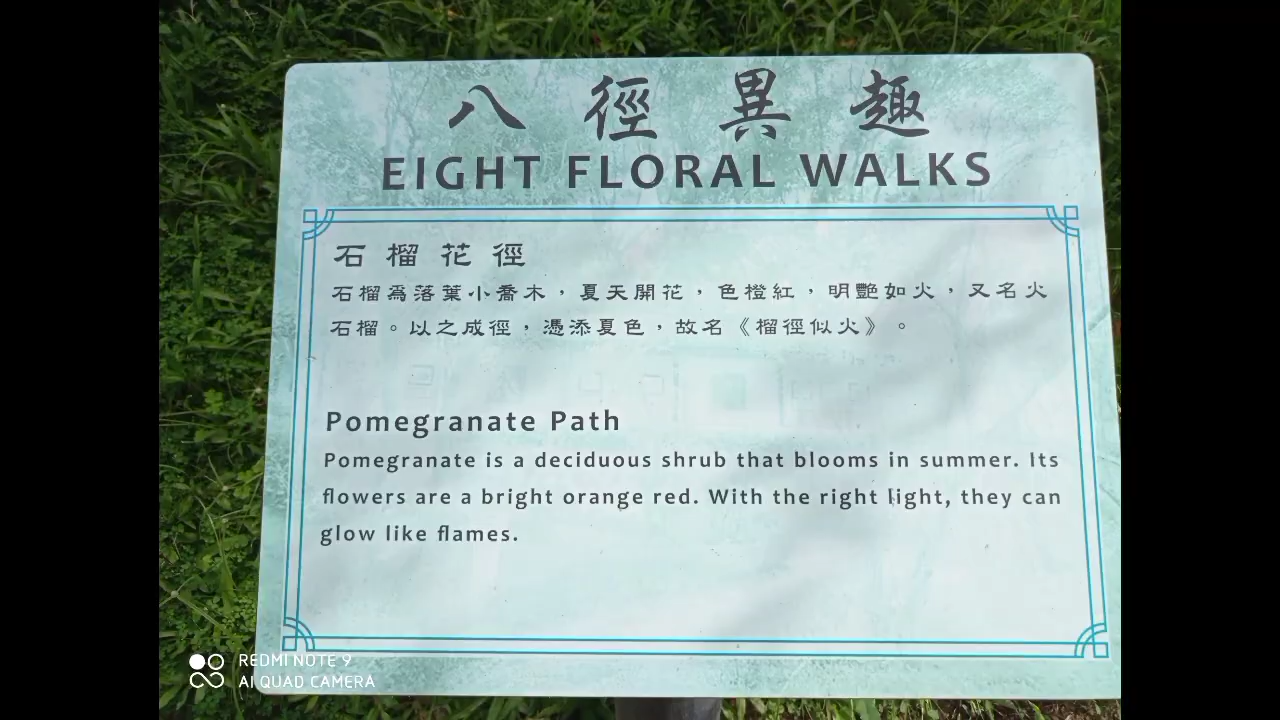 八徑異趣
EIGHT FLORAL WALKS
石榴花徑
石榴為落葉小喬木，夏天開花，色橙紅，明艷如火，又名火
石榴。以之成徑，憑添夏色，故名《榴徑似火》。
Pomegranate Path
Pomegranate is a deciduous shrub that blooms in summer. Its
flowers are a bright orange red. With the right light, they can
glow like flames.
REDMI NOTE 9
AI QUAD CAMERA